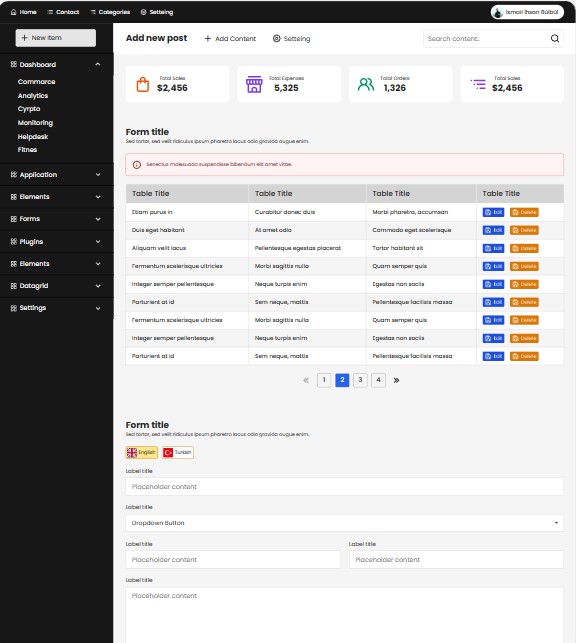 Home Contact Categories Setteing Ismail Ihsan Bülbül
New Item
Add new post Add Content Setteing Search content..
Dashboard
Commerce
Analytics
Cyrpto
Monitoring
Helpdesk
Fitnes
Application
Elements
Forms
Plugins
Elements
Datagrid
Settings
Total Sales
$2,456
Total Expenses
5,325
Total Orders
1,326
Total Sales
$2,456
Form title
Sed tortor, sed velit ridiculus ipsum pharetra lacus odio gravida augue enim.
Senectus malesuada suspendisse bibendum elit amet vitae.
Table Title Table Title Table Title Table Title
Etiam purus in Curabitur donec duis Morbi pharetra, accumsan Edit Delete
Duis eget habitant At amet odio Commodo eget scelerisque Edit Delete
Aliquam velit lacus Pellentesque egestas placerat Tortor habitant sit Edit Delete
Fermentum scelerisque ultricies Morbi sagittis nulla Quam semper quis Edit Delete
Integer semper pellentesque Neque turpis enim Egestas non sociis Edit Delete
Parturient at id Sem neque, mattis Pellentesque facilisis massa Edit Delete
Fermentum scelerisque ultricies Morbi sagittis nulla Quam semper quis Edit Delete
Integer semper pellentesque Neque turpis enim Egestas non sociis Edit Delete
Parturient at id Sem neque, mattis Pellentesque facilisis massa Edit Delete
« 1 2 3 4 »
Form title
Sed tortor, sed velit ridiculus ipsum pharetra lacus odio gravida augue enim.
English Turkish
Label title
Placeholder content
Label title
Dropdown Button
Label title Label title
Placeholder content Placeholder content
Label title
Placeholder content